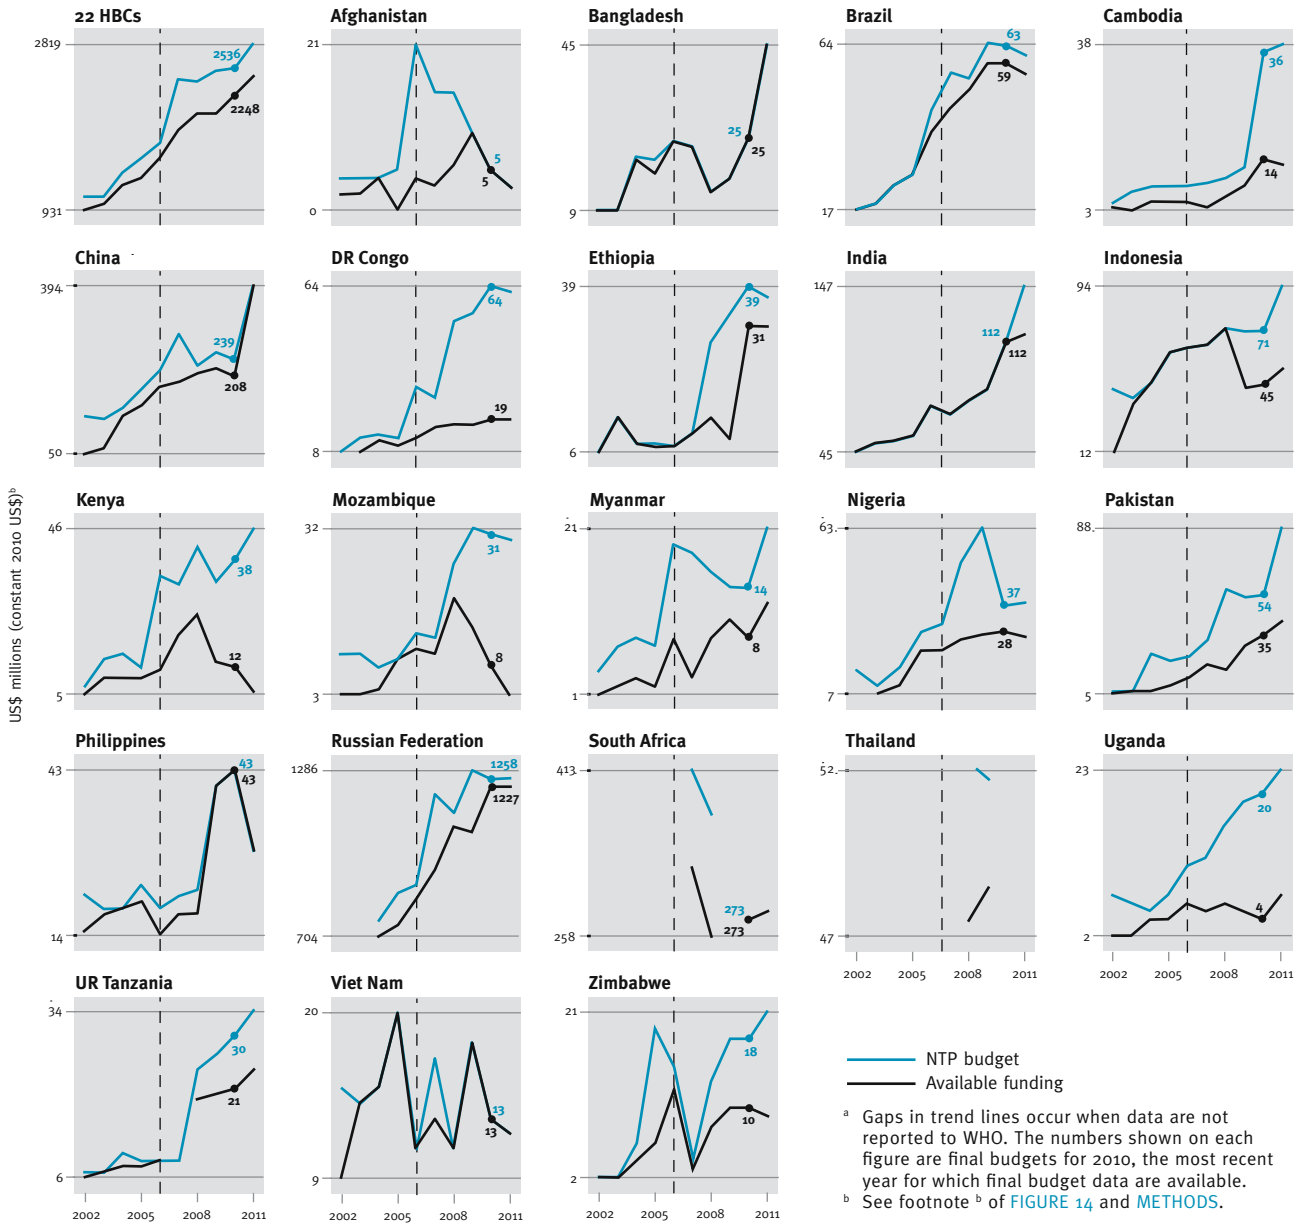 US$ millions (constant 2010 US$)ᵇ
22 HBCs
2819
931
2536
2248
Afghanistan
21
0
5
5
Bangladesh
45
9
25
25
Brazil
64
17
63
59
Cambodia
38
3
36
14
China
394
50
239
208
DR Congo
64
8
64
19
Ethiopia
39
6
39
31
India
147
45
112
112
Indonesia
94
12
71
45
Kenya
46
5
38
12
Mozambique
32
3
31
8
Myanmar
21
1
14
8
Nigeria
63
7
37
28
Pakistan
88
5
54
35
Philippines
43
14
43
43
Russian Federation
1286
704
1258
1227
South Africa
413
258
273
273
Thailand
52
47
2002 2005 2008 2011
Uganda
23
2
20
4
2002 2005 2008 2011
UR Tanzania
34
6
30
21
2002 2005 2008 2011
Viet Nam
20
9
13
13
2002 2005 2008 2011
Zimbabwe
21
2
18
10
2002 2005 2008 2011
NTP budget
Available funding
ᵃ Gaps in trend lines occur when data are not
reported to WHO. The numbers shown on each
figure are final budgets for 2010, the most recent
year for which final budget data are available.
ᵇ See footnote ᵇ of FIGURE 14 and METHODS.